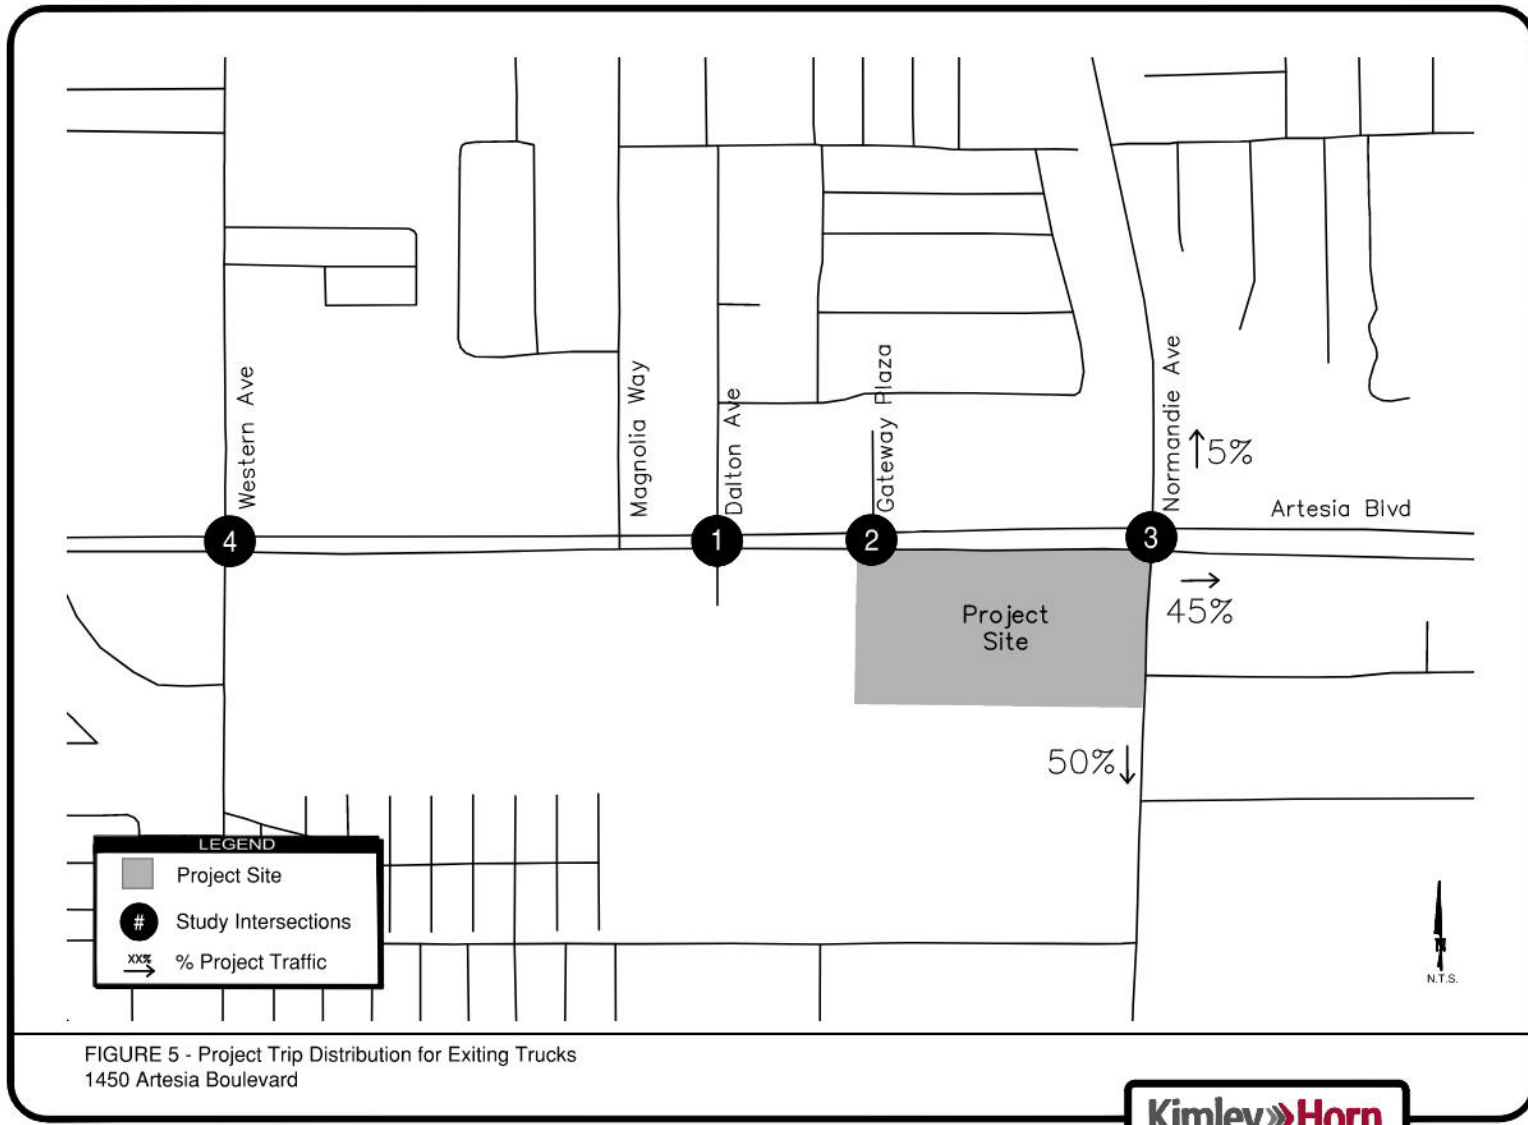 Western Ave
Magnolia Way
Dalton Ave
Gateway Plaza
Normandie Ave
5%
Artesia Blvd
4
1
2
3
45%
Project
Site
50%
LEGEND
Project Site
#
Study Intersections
XX%
% Project Traffic
N
N.T.S.
FIGURE 5 - Project Trip Distribution for Exiting Trucks
1450 Artesia Boulevard
Kimley»Horn